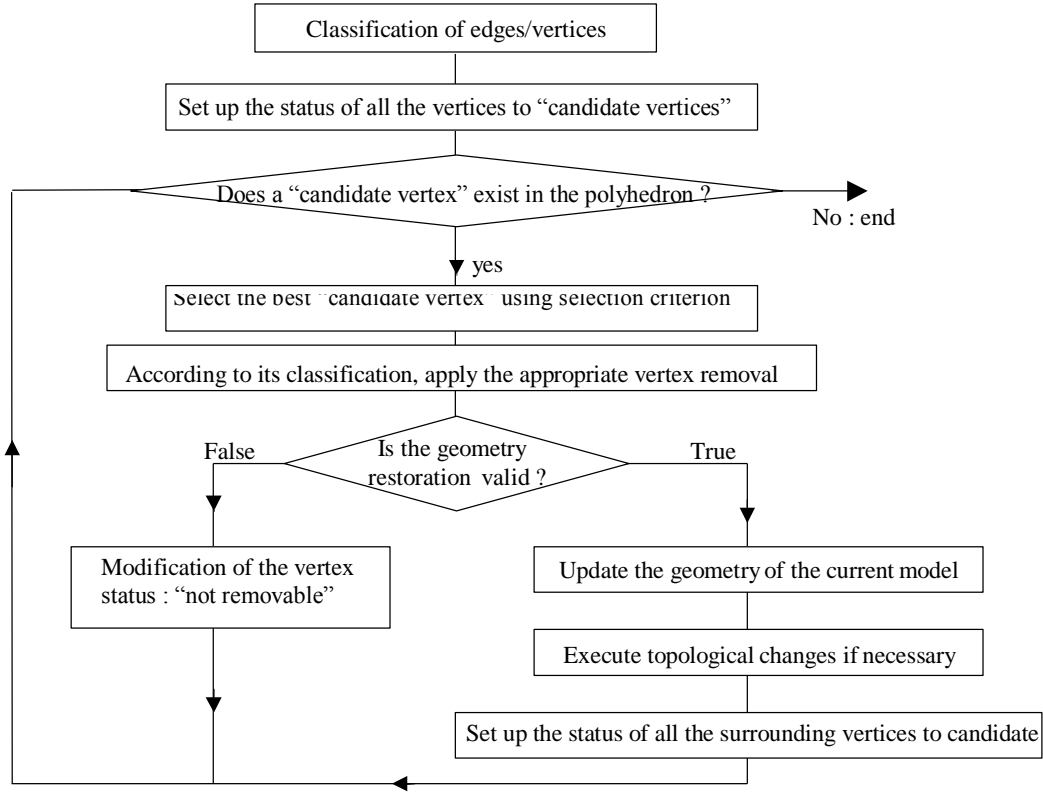 Classification of edges/vertices
Set up the status of all the vertices to “candidate vertices”
Does a “candidate vertex” exist in the polyhedron ?
No : end
yes
Select the best “candidate vertex” using selection criterion
According to its classification, apply the appropriate vertex removal
False
Is the geometry
restoration valid ?
True
Modification of the vertex
status : “not removable”
Update the geometry of the current model
Execute topological changes if necessary
Set up the status of all the surrounding vertices to candidate